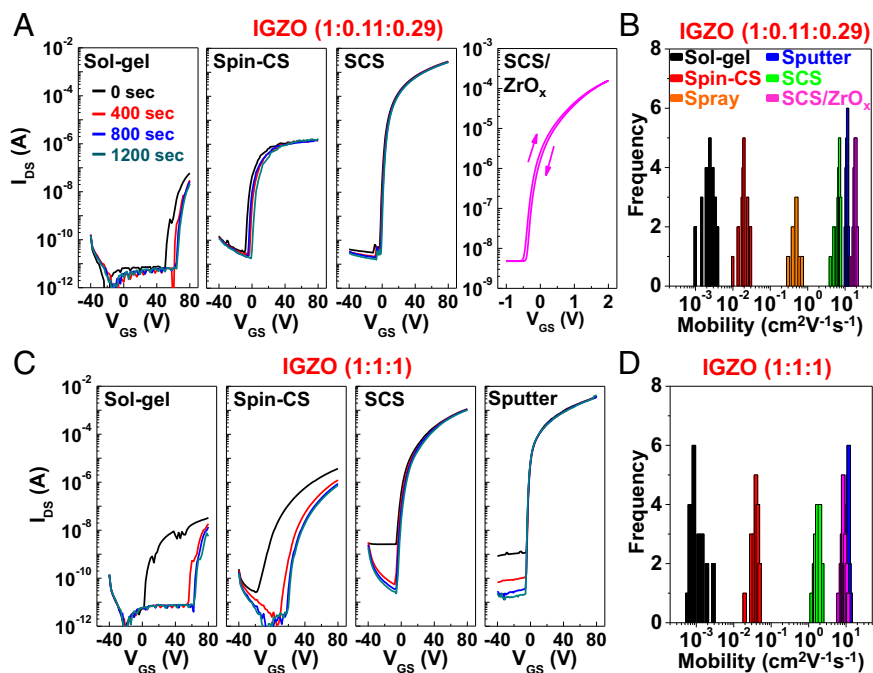 A
IGZO (1:0.11:0.29)
I_DS (A)
10^-2
10^-4
10^-6
10^-8
10^-10
10^-12
Sol-gel
0 sec
400 sec
800 sec
1200 sec
-40 0 40 80
V_GS (V)
Spin-CS
-40 0 40 80
V_GS (V)
SCS
-40 0 40 80
V_GS (V)
10^-3
10^-4
10^-5
10^-6
10^-7
10^-8
10^-9
SCS/
ZrO_x
-1 0 1 2
V_GS (V)
B
IGZO (1:0.11:0.29)
Frequency
8
6
4
2
0
Sol-gel Sputter
Spin-CS SCS
Spray SCS/ZrO_x
10^-3 10^-2 10^-1 10^0 10^1
Mobility (cm²V⁻¹s⁻¹)
C
IGZO (1:1:1)
I_DS (A)
10^-2
10^-4
10^-6
10^-8
10^-10
10^-12
Sol-gel
-40 0 40 80
V_GS (V)
Spin-CS
-40 0 40 80
V_GS (V)
SCS
-40 0 40 80
V_GS (V)
Sputter
-40 0 40 80
V_GS (V)
D
IGZO (1:1:1)
Frequency
8
6
4
2
0
10^-3 10^-2 10^-1 10^0 10^1
Mobility (cm²V⁻¹s⁻¹)